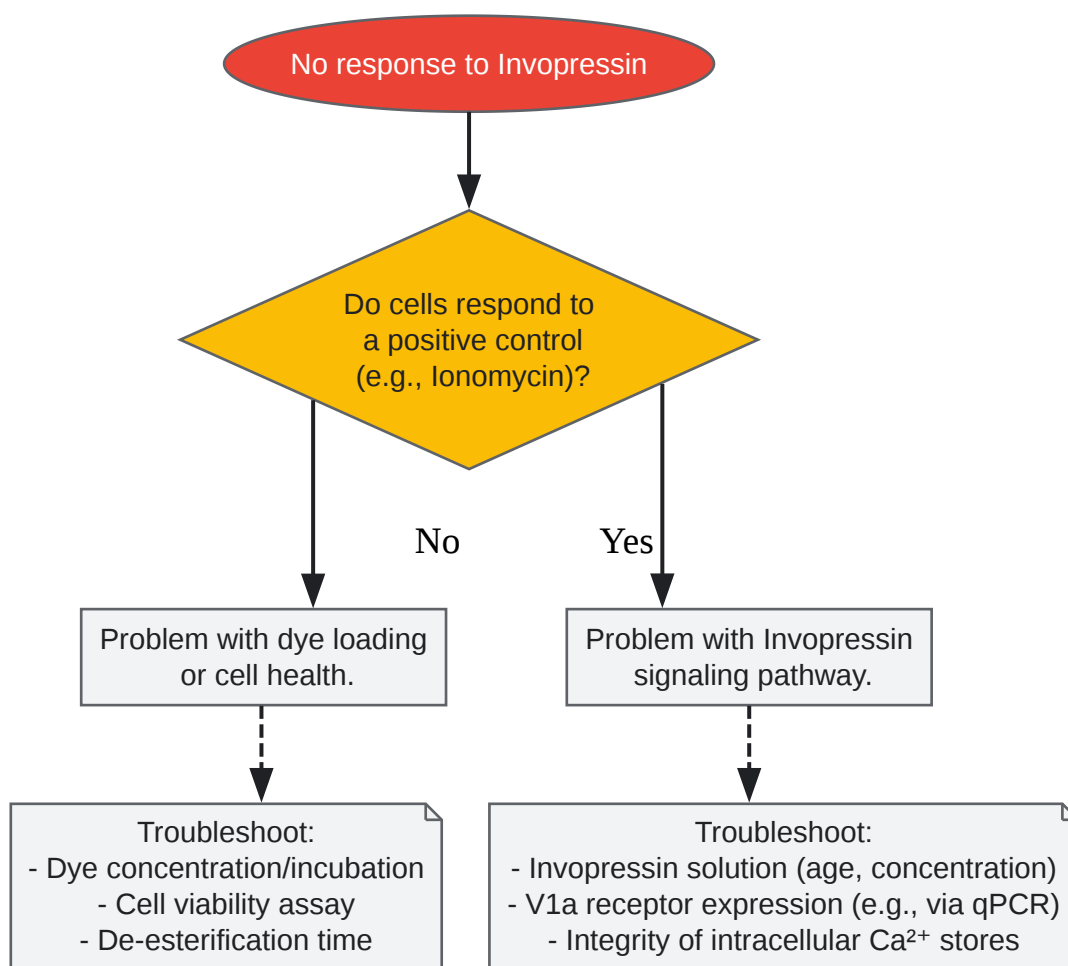 No response to Invopressin
Do cells respond to
a positive control
(e.g., Ionomycin)?
No
Yes
Problem with dye loading
or cell health.
Problem with Invopressin
signaling pathway.
Troubleshoot:
- Dye concentration/incubation
- Cell viability assay
- De-esterification time
Troubleshoot:
- Invopressin solution (age, concentration)
- V1a receptor expression (e.g., via qPCR)
- Integrity of intracellular Ca²⁺ stores